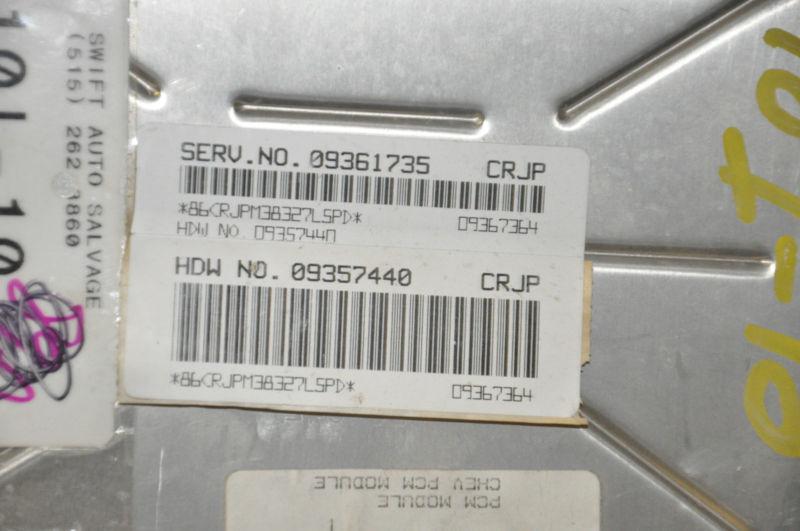 SWIFT AUTO SALVAGE
(515) 262 3860
SERV.NO. 09361735 CRJP
*86CRJPM38327L5PD* 09367364
HDW NO. 09357440
HDW NO. 09357440 CRJP
*86CRJPM38327L5PD* 09367364
PCM MODULE
CHEV PCM MODULE